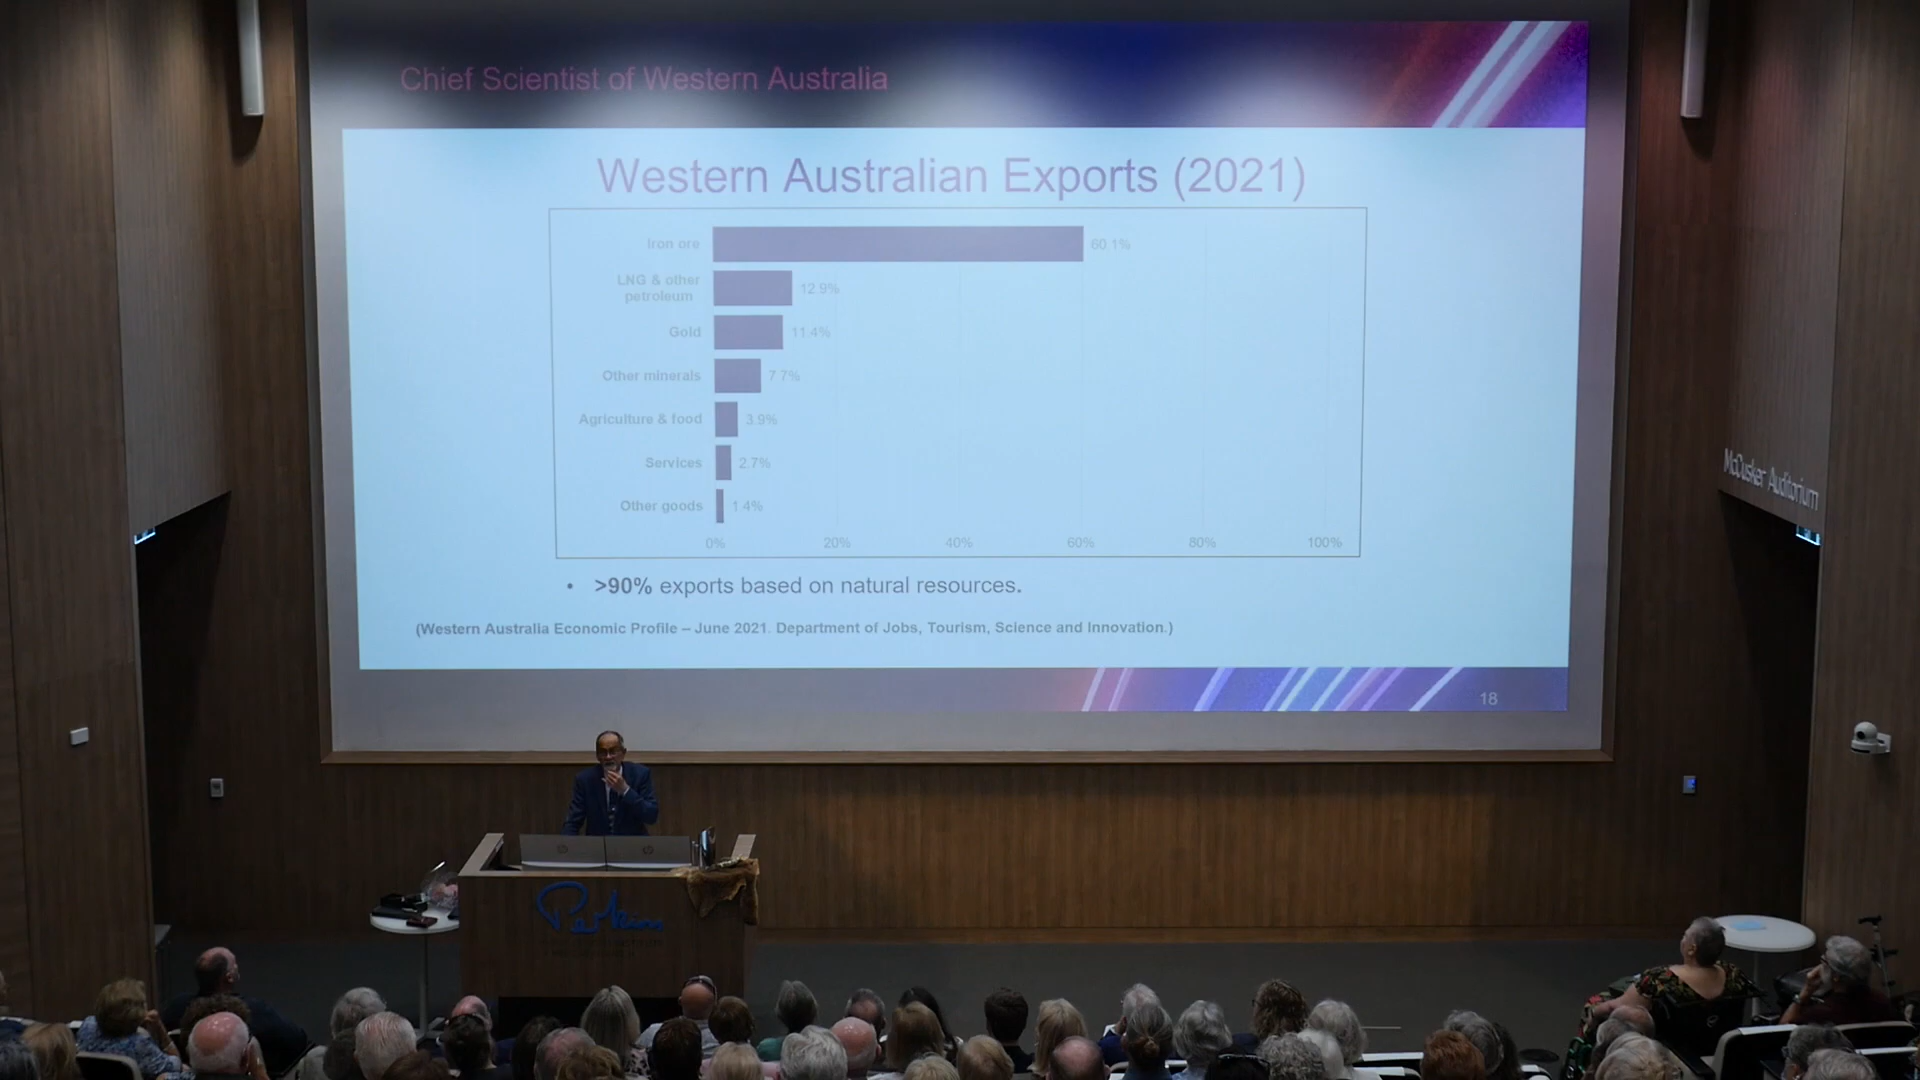 Chief Scientist of Western Australia
Western Australian Exports (2021)
Iron ore 60.1%
LNG & other
petroleum 12.9%
Gold 11.4%
Other minerals 7.7%
Agriculture & food 3.9%
Services 2.7%
Other goods 1.4%
0% 20% 40% 60% 80% 100%
• >90% exports based on natural resources.
(Western Australia Economic Profile – June 2021. Department of Jobs, Tourism, Science and Innovation.)
18
McCusker Auditorium
Perkins